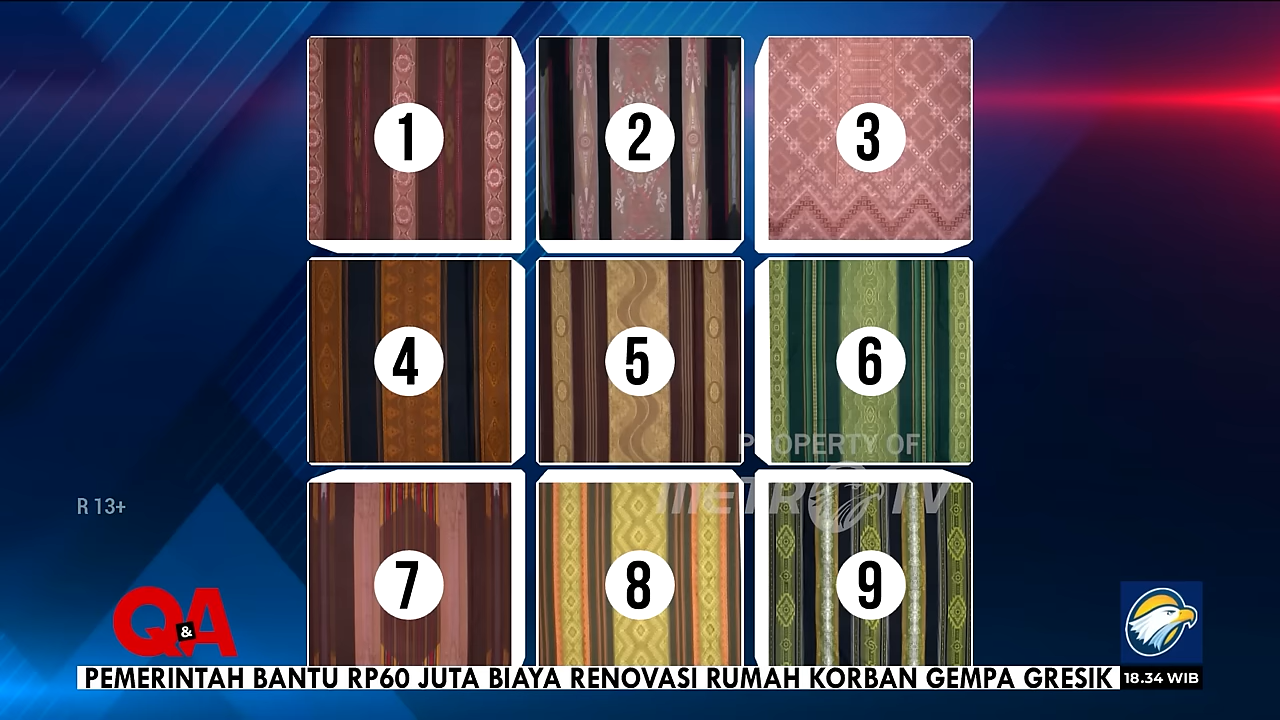 1
2
3
4
5
6
PROPERTY OF
METRO TV
R 13+
7
8
9
Q&A
PEMERINTAH BANTU RP60 JUTA BIAYA RENOVASI RUMAH KORBAN GEMPA GRESIK
18.34 WIB